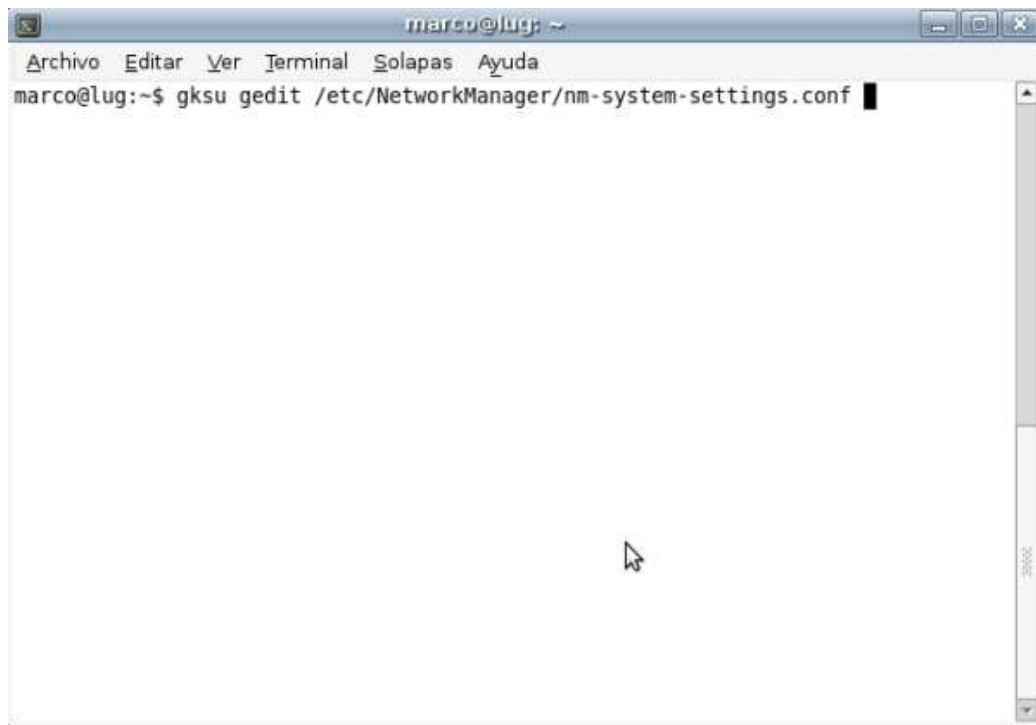 marco@lug: ~
Archivo Editar Ver Terminal Solapas Ayuda
marco@lug:~$ gksu gedit /etc/NetworkManager/nm-system-settings.conf